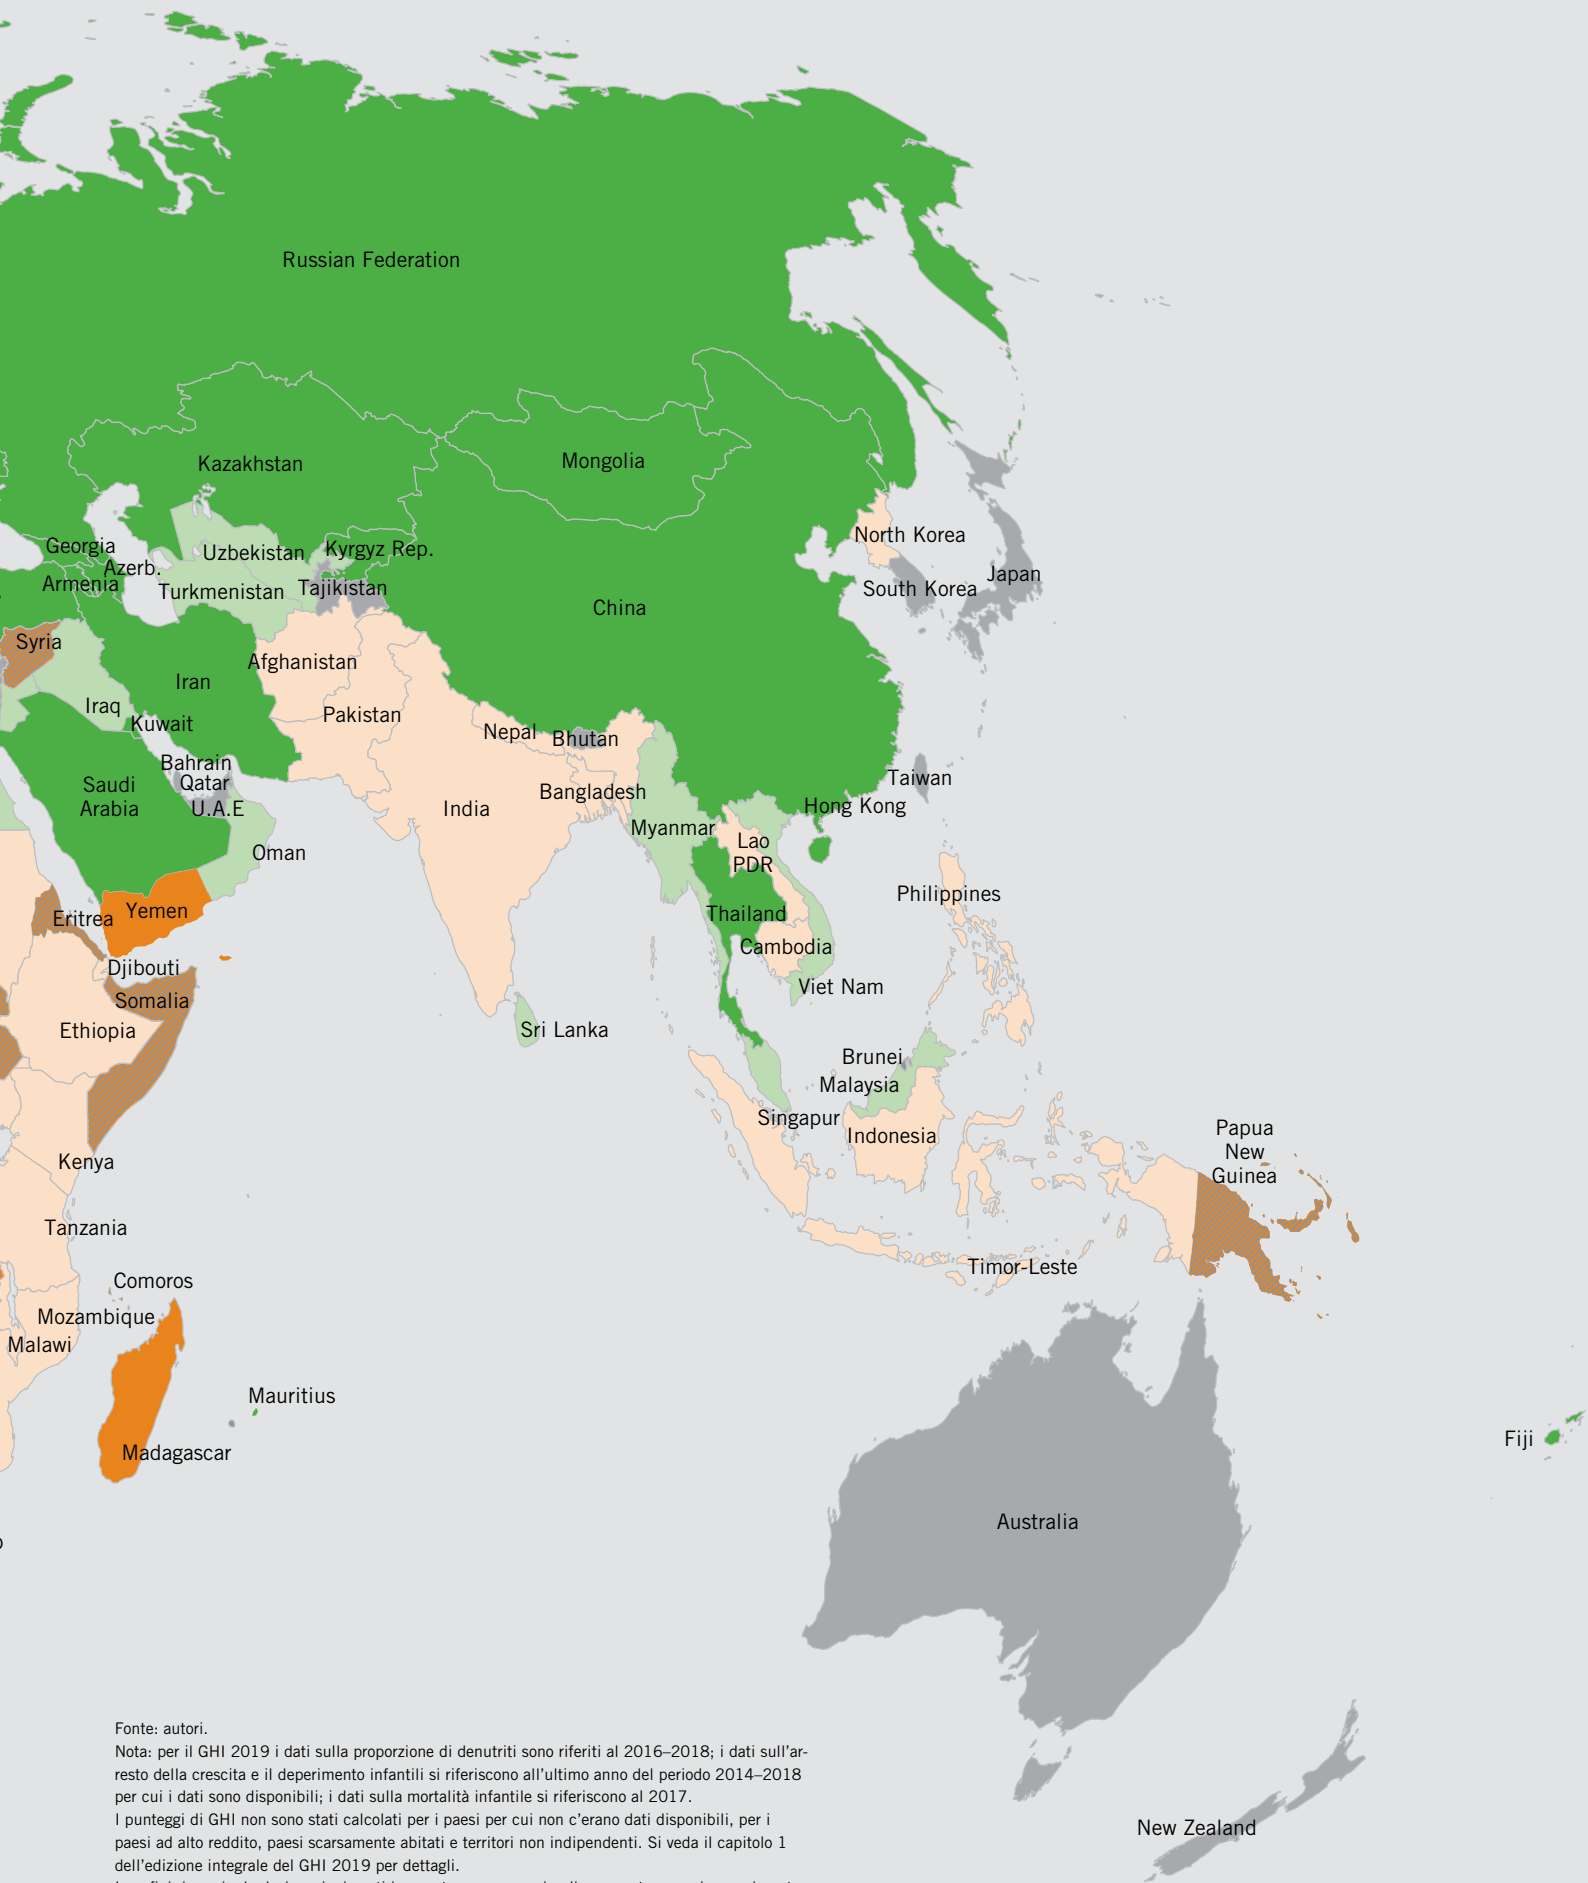 Russian Federation
Kazakhstan
Mongolia
North Korea
Georgia
Uzbekistan
Kyrgyz Rep.
Azerb.
Armenia
Turkmenistan
Tajikistan
South Korea
Japan
China
Syria
Afghanistan
Iran
Iraq
Pakistan
Kuwait
Nepal
Bhutan
Bahrain
Qatar
Saudi
Arabia
U.A.E
India
Bangladesh
Taiwan
Hong Kong
Myanmar
Lao
PDR
Oman
Philippines
Eritrea
Yemen
Thailand
Cambodia
Djibouti
Viet Nam
Somalia
Ethiopia
Sri Lanka
Brunei
Malaysia
Singapur
Indonesia
Papua
New
Guinea
Kenya
Tanzania
Timor-Leste
Comoros
Mozambique
Malawi
Mauritius
Madagascar
Fiji
Australia
New Zealand
Fonte: autori.
Nota: per il GHI 2019 i dati sulla proporzione di denutriti sono riferiti al 2016–2018; i dati sull'ar-
resto della crescita e il deperimento infantili si riferiscono all'ultimo anno del periodo 2014–2018
per cui i dati sono disponibili; i dati sulla mortalità infantile si riferiscono al 2017.
I punteggi di GHI non sono stati calcolati per i paesi per cui non c'erano dati disponibili, per i
paesi ad alto reddito, paesi scarsamente abitati e territori non indipendenti. Si veda il capitolo 1
dell'edizione integrale del GHI 2019 per dettagli.